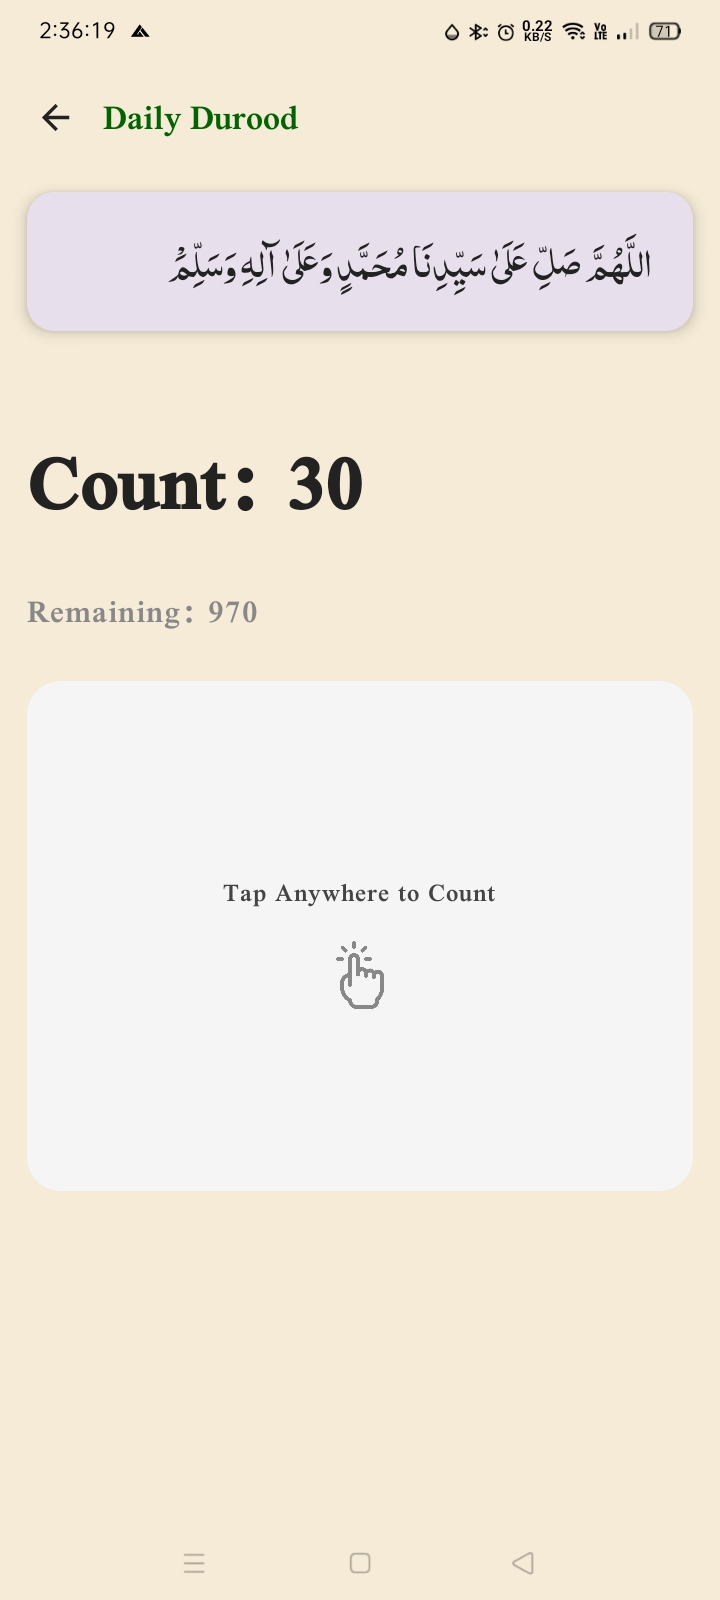 2:36:19
0.22 KB/S
Vo LTE
71
Daily Durood
اللَّهُمَّ صَلِّ عَلَىٰ سَيِّدِنَا مُحَمَّدٍ وَعَلَىٰ آلِهِ وَسَلِّمْ
Count: 30
Remaining: 970
Tap Anywhere to Count